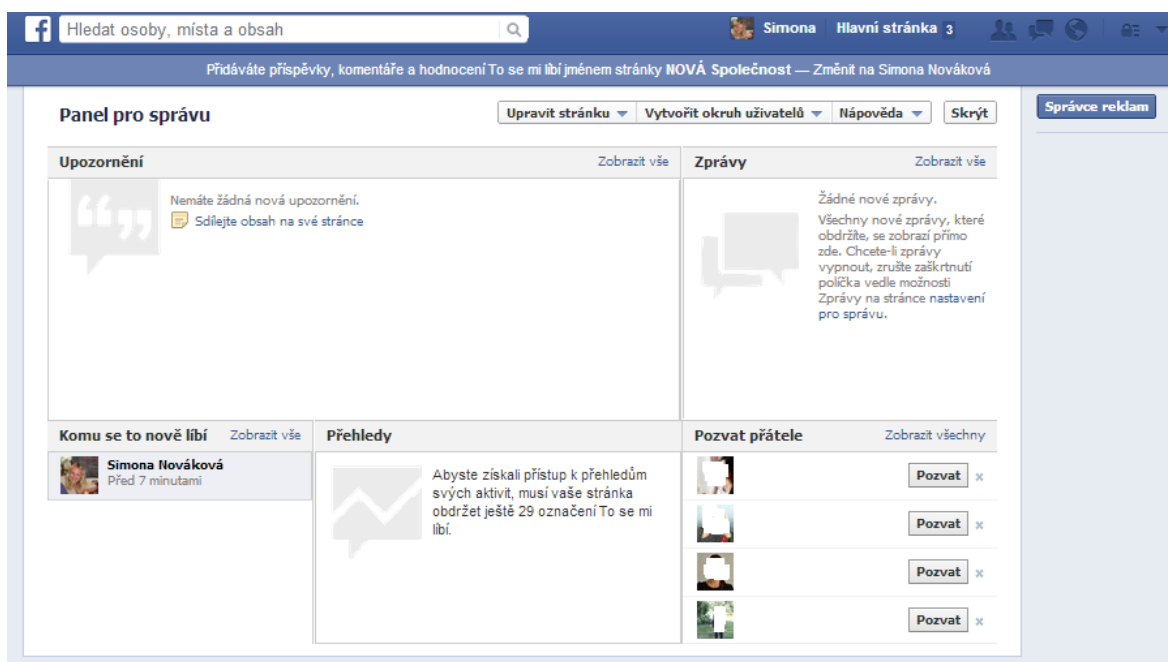 f
Hledat osoby, místa a obsah
Simona
Hlavní stránka 3
Přidáváte příspěvky, komentáře a hodnocení To se mi líbí jménem stránky NOVÁ Společnost — Změnit na Simona Nováková
Panel pro správu
Upravit stránku
Vytvořit okruh uživatelů
Nápověda
Skrýt
Správce reklam
Upozornění
Zobrazit vše
Nemáte žádná nová upozornění.
Sdílejte obsah na své stránce
Zprávy
Zobrazit vše
Žádné nové zprávy.
Všechny nové zprávy, které
obdržíte, se zobrazí přímo
zde. Chcete-li zprávy
vypnout, zrušte zaškrtnutí
políčka vedle možnosti
Zprávy na stránce nastavení
pro správu.
Komu se to nově líbí
Zobrazit vše
Simona Nováková
Před 7 minutami
Přehledy
Abyste získali přístup k přehledům
svých aktivit, musí vaše stránka
obdržet ještě 29 označení To se mi
líbí.
Pozvat přátele
Zobrazit všechny
Pozvat
Pozvat
Pozvat
Pozvat